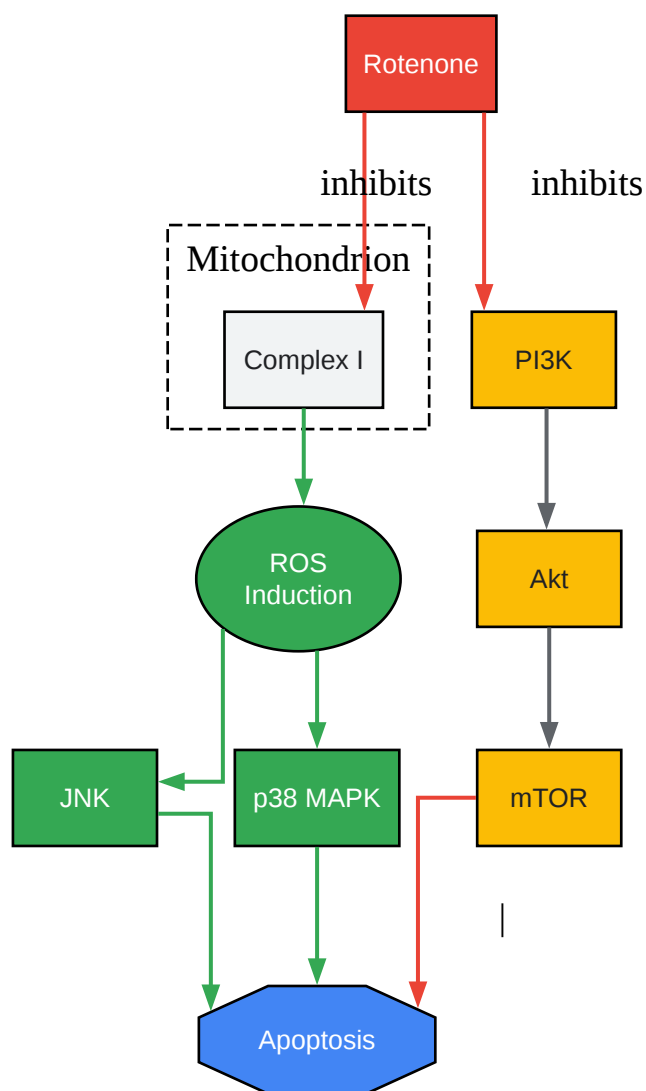 Rotenone
inhibits inhibits
Mitochondrion
Complex I PI3K
ROS
Induction
Akt
JNK p38 MAPK mTOR
|
Apoptosis